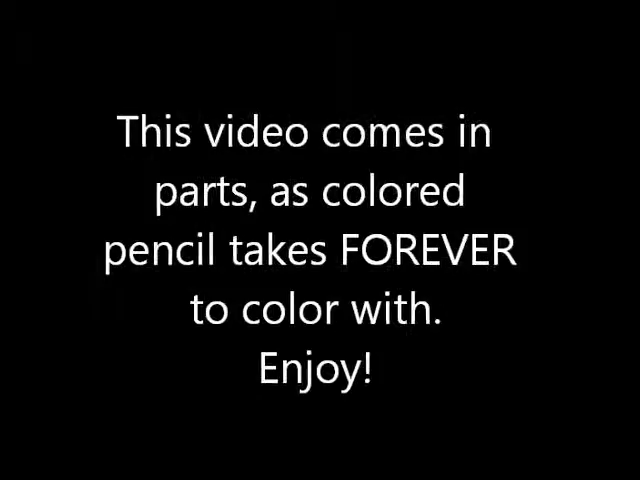 This video comes in
parts, as colored
pencil takes FOREVER
to color with.
Enjoy!